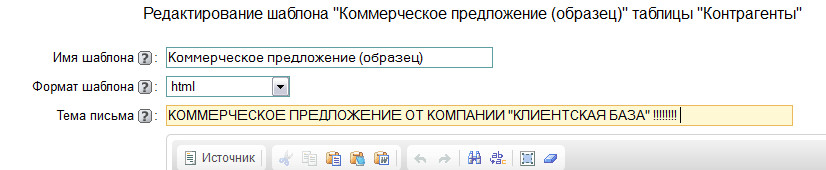 Редактирование шаблона "Коммерческое предложение (образец)" таблицы "Контрагенты"
Имя шаблона ? : Коммерческое предложение (образец)
Формат шаблона ? : html
Тема письма ? : КОММЕРЧЕСКОЕ ПРЕДЛОЖЕНИЕ ОТ КОМПАНИИ "КЛИЕНТСКАЯ БАЗА" !!!!!!!!
Источник